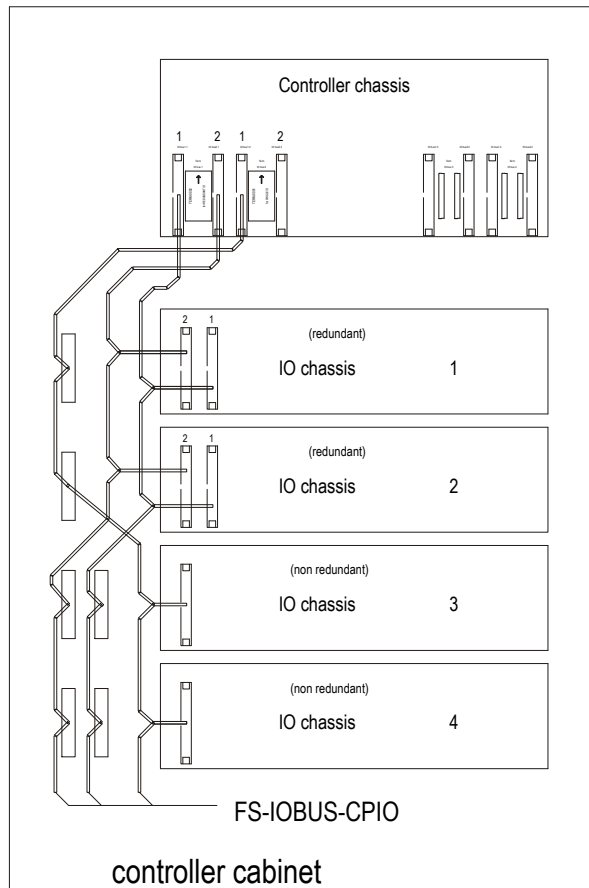 Controller chassis
1 2 1 2
2 1
(redundant)
IO chassis 1
2 1
(redundant)
IO chassis 2
(non redundant)
IO chassis 3
(non redundant)
IO chassis 4
FS-IOBUS-CPIO
controller cabinet